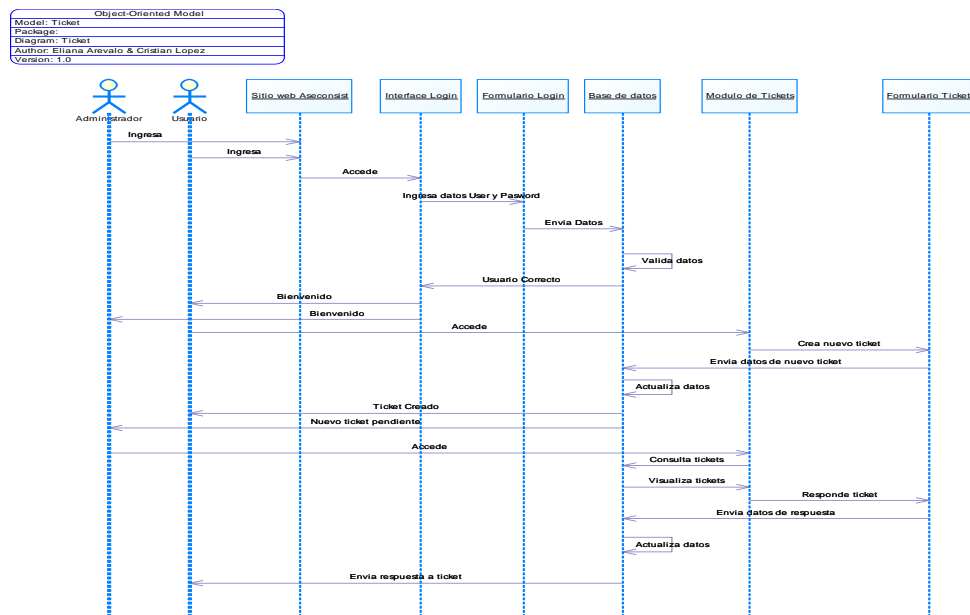 Object-Oriented Model
Model: Ticket
Package:
Diagram: Ticket
Author: Eliana Arevalo & Cristian Lopez
Version: 1.0
Administrador
Usuario
Sitio web Aseconsist
Interface Login
Formulario Login
Base de datos
Modulo de Tickets
Formulario Ticket
Ingresa
Ingresa
Accede
Ingresa datos User y Pasword
Envia Datos
Valida datos
Usuario Correcto
Bienvenido
Bienvenido
Accede
Crea nuevo ticket
Envia datos de nuevo ticket
Actualiza datos
Ticket Creado
Nuevo ticket pendiente
Accede
Consulta tickets
Visualiza tickets
Responde ticket
Envia datos de respuesta
Actualiza datos
Envia respuesta a ticket